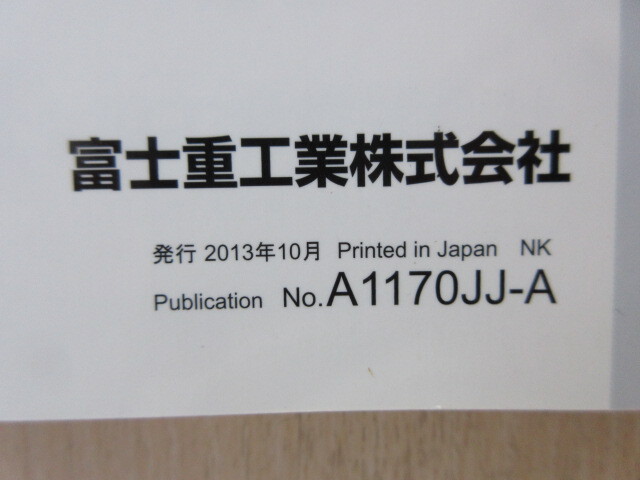 富士重工業株式会社
発行 2013年10月 Printed in Japan NK
Publication No.A1170JJ-A